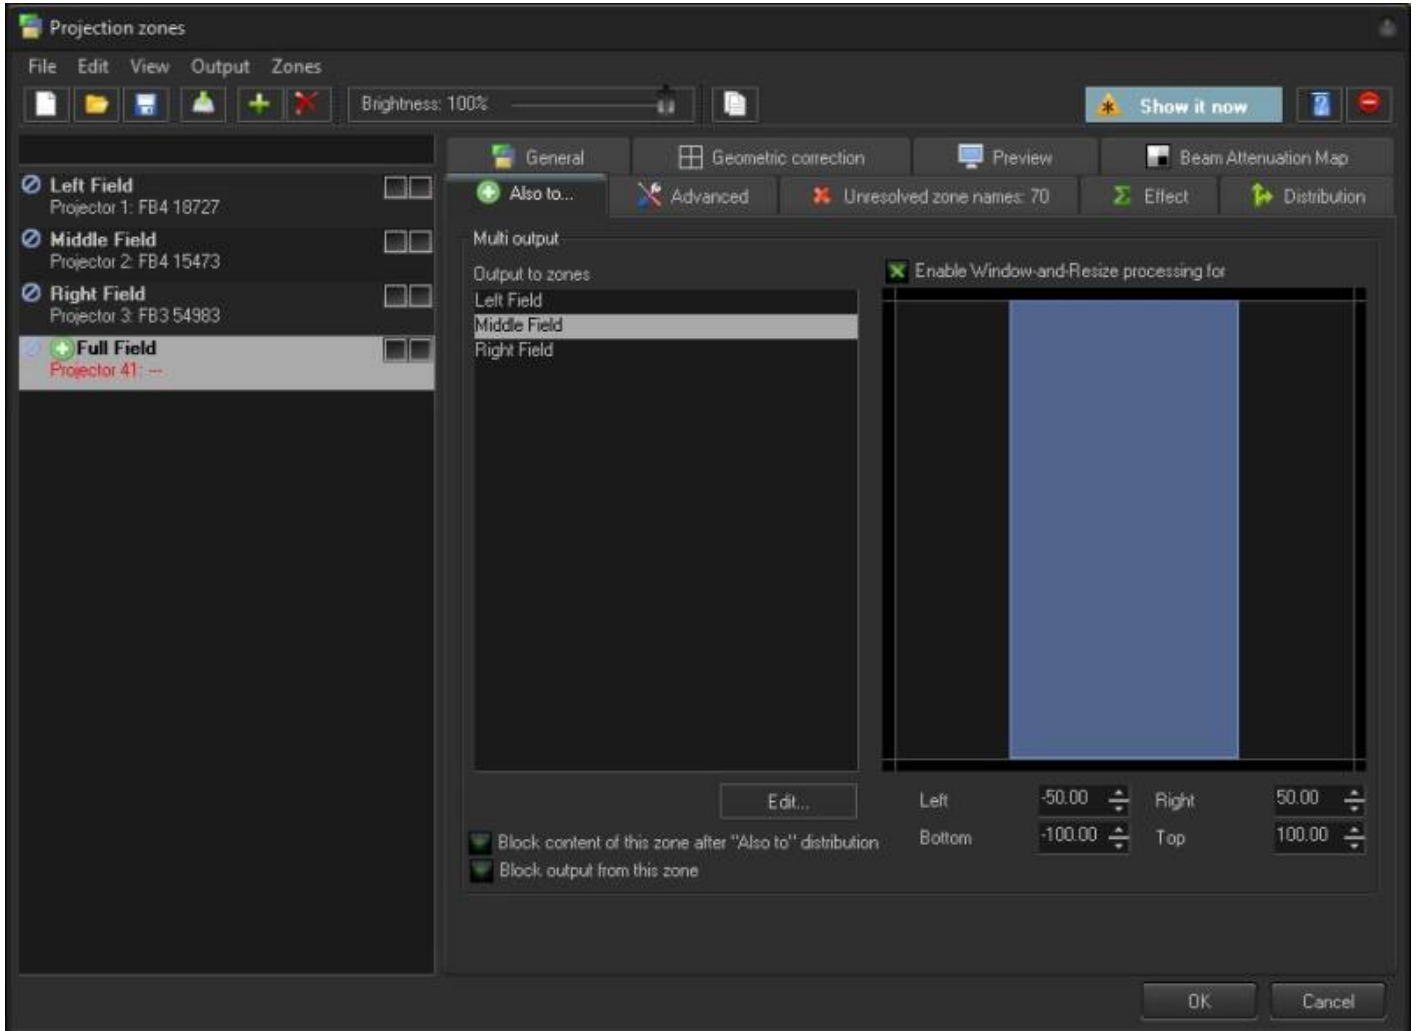 Projection zones
File Edit View Output Zones
Brightness: 100%
Show it now
General Geometric correction Preview Beam Attenuation Map
Also to... Advanced Unresolved zone names: 70 Effect Distribution
Left Field
Projector 1: FB4 18727
Middle Field
Projector 2: FB4 15473
Right Field
Projector 3: FB3 54983
Full Field
Projector 41: ---
Multi output
Output to zones
Enable Window-and-Resize processing for
Left Field
Middle Field
Right Field
Edit...
Left -50.00 Right 50.00
Bottom -100.00 Top 100.00
Block content of this zone after "Also to" distribution
Block output from this zone
OK Cancel